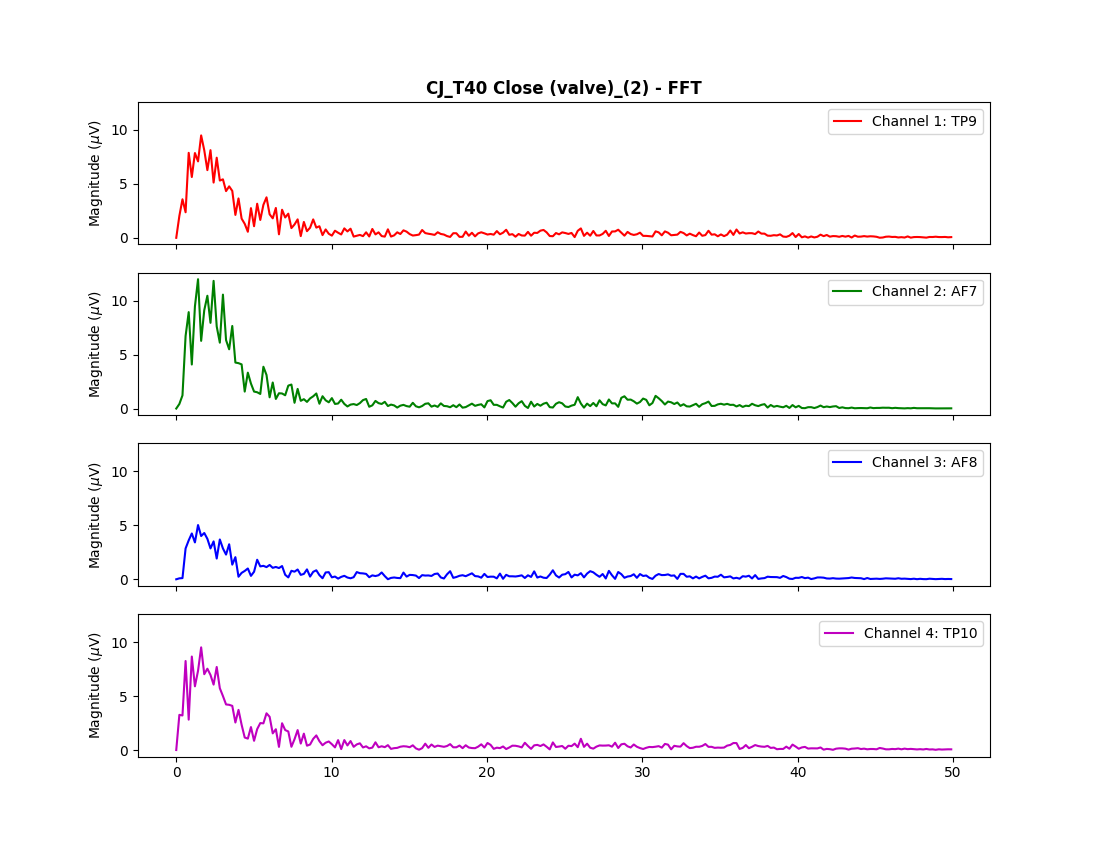 CJ_T40 Close (valve)_(2) - FFT
Magnitude (μV)
10
5
0
Channel 1: TP9
Magnitude (μV)
10
5
0
Channel 2: AF7
Magnitude (μV)
10
5
0
Channel 3: AF8
Magnitude (μV)
10
5
0
Channel 4: TP10
0 10 20 30 40 50